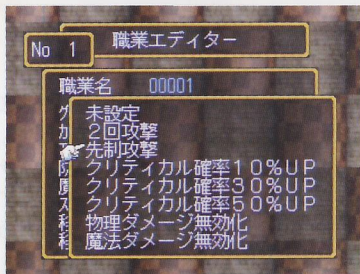 職業エディター
No 1
職業名 00001
未設定
2回攻撃
先制攻撃
クリティカル確率10%UP
クリティカル確率30%UP
クリティカル確率50%UP
物理ダメージ無効化
魔法ダメージ無効化